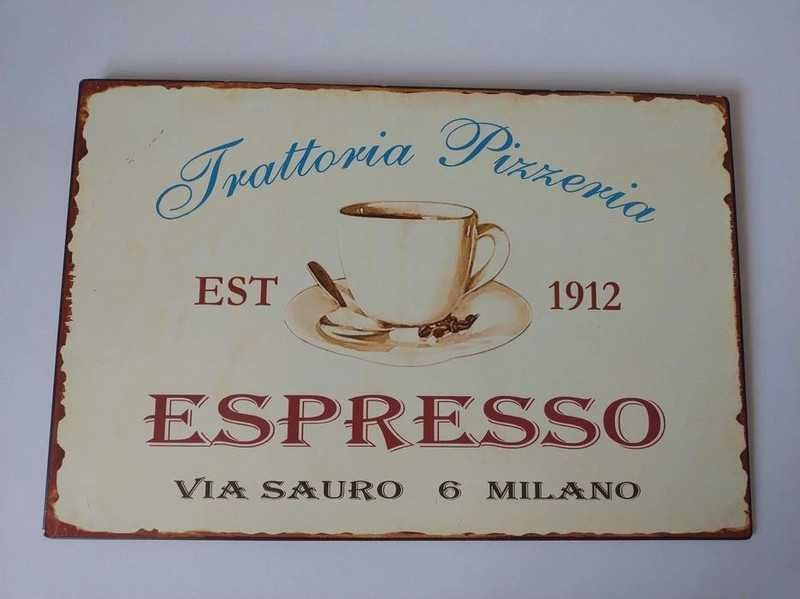 Trattoria Pizzeria
EST 1912
ESPRESSO
VIA SAURO 6 MILANO